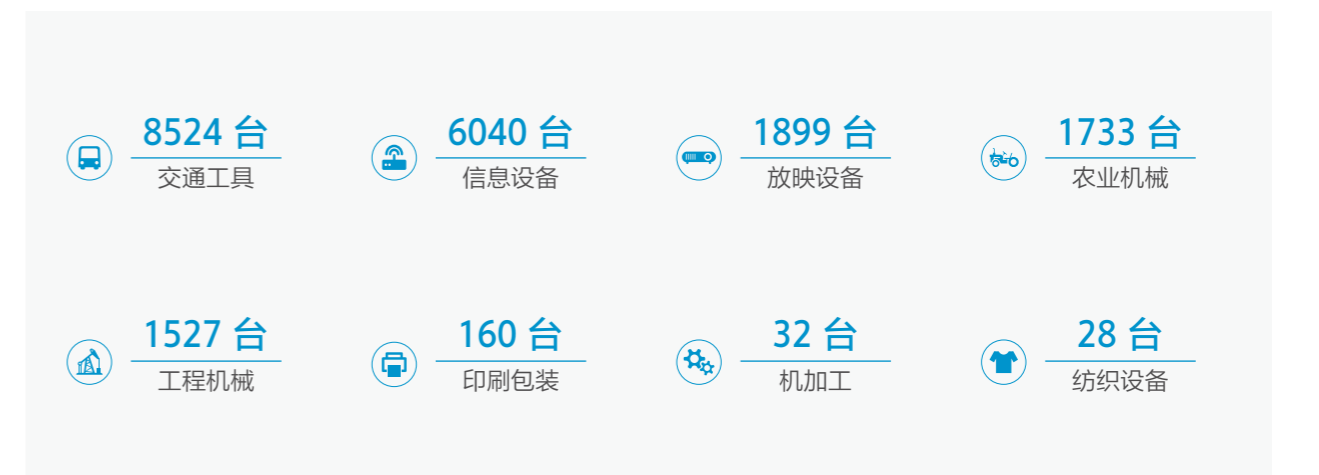 8524 台
交通工具
6040 台
信息设备
1899 台
放映设备
1733 台
农业机械
1527 台
工程机械
160 台
印刷包装
32 台
机加工
28 台
纺织设备